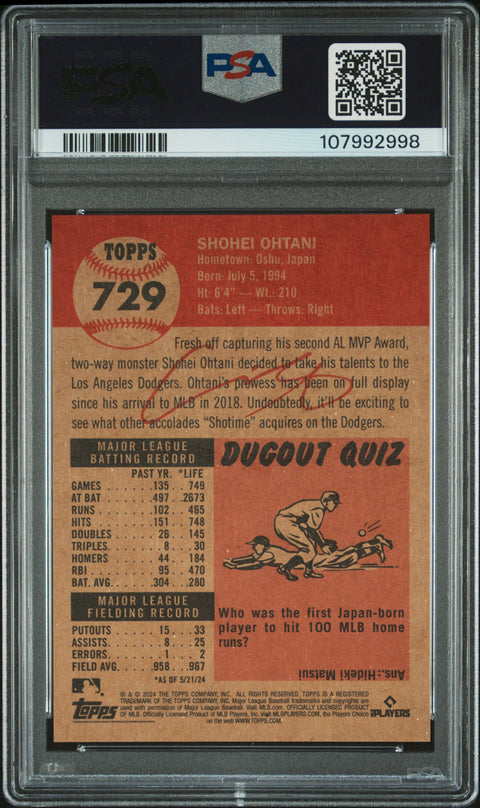 PSA
PSA
107992998
TOPPS
729
SHOHEI OHTANI
Hometown: Oshu, Japan
Born: July 5, 1994
Ht: 6'4" — Wt.: 210
Bats: Left — Throws: Right
Fresh off capturing his second AL MVP Award,
two-way monster Shohei Ohtani decided to take his talents to the
Los Angeles Dodgers. Ohtani's prowess has been on full display
since his arrival to MLB in 2018. Undoubtedly, it'll be exciting to
see what other accolades "Shotime" acquires on the Dodgers.
MAJOR LEAGUE
BATTING RECORD
PAST YR. *LIFE
GAMES 135 749
AT BAT 497 2673
RUNS 102 465
HITS 151 748
DOUBLES 26 145
TRIPLES 8 30
HOMERS 44 184
RBI 95 470
BAT. AVG. .304 .280
MAJOR LEAGUE
FIELDING RECORD
PUTOUTS 15 33
ASSISTS 8 25
ERRORS 1 2
FIELD AVG. .958 .967
*AS OF 5/21/24
DUGOUT QUIZ
Who was the first Japan-born
player to hit 100 MLB home
runs?
Ans.: Hideki Matsui
topps
® & © 2024 THE TOPPS COMPANY, INC. ALL RIGHTS RESERVED. TOPPS IS A REGISTERED
TRADEMARK OF THE TOPPS COMPANY, INC. Major League Baseball trademarks and copyrights are
used with permission of Major League Baseball. Visit MLB.com. Officially Licensed Product
of MLB. Officially Licensed Product of MLB Players, Inc. Visit MLBPLAYERS.COM, the Players Choice
on the web. WWW.TOPPS.COM
PLAYERS